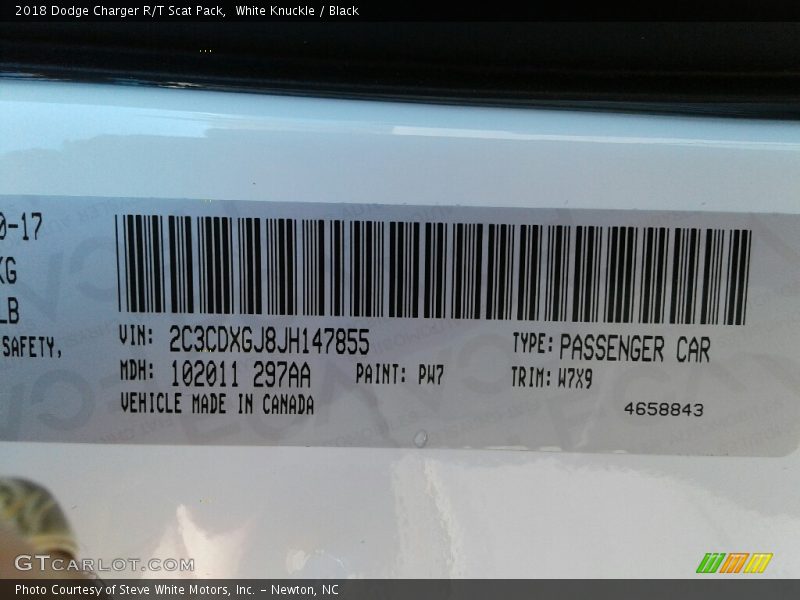 2018 Dodge Charger R/T Scat Pack,  White Knuckle / Black
0-17
KG
LB
SAFETY,
VIN: 2C3CDXGJ8JH147855 TYPE: PASSENGER CAR
MDH: 102011 297AA PAINT: PW7 TRIM: W7X9
VEHICLE MADE IN CANADA 4658843
GTCARLOT.COM
Photo Courtesy of Steve White Motors, Inc. – Newton, NC